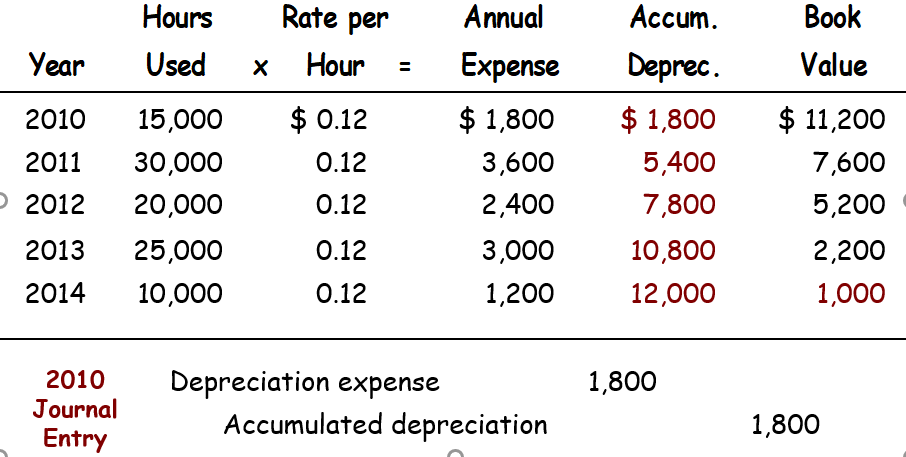 Hours Rate per Annual Accum. Book
Year Used x Hour = Expense Deprec. Value
2010 15,000 $ 0.12 $ 1,800 $ 1,800 $ 11,200
2011 30,000 0.12 3,600 5,400 7,600
2012 20,000 0.12 2,400 7,800 5,200
2013 25,000 0.12 3,000 10,800 2,200
2014 10,000 0.12 1,200 12,000 1,000
2010 Depreciation expense 1,800
Journal
Accumulated depreciation 1,800
Entry